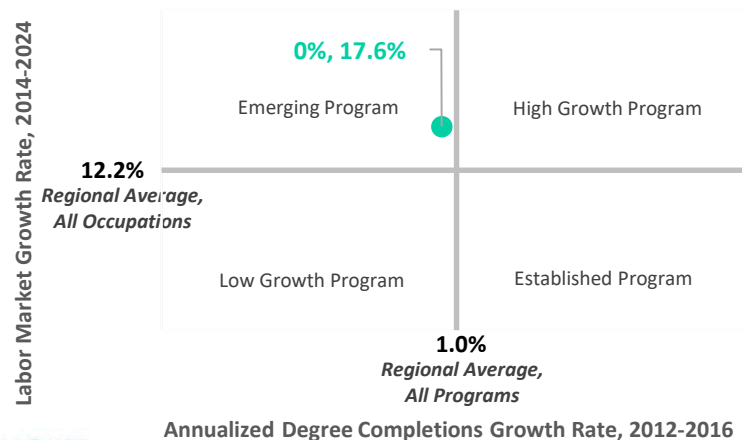 Labor Market Growth Rate, 2014-2024
0%, 17.6%
Emerging Program
High Growth Program
12.2%
Regional Average,
All Occupations
Low Growth Program
Established Program
1.0%
Regional Average,
All Programs
Annualized Degree Completions Growth Rate, 2012-2016